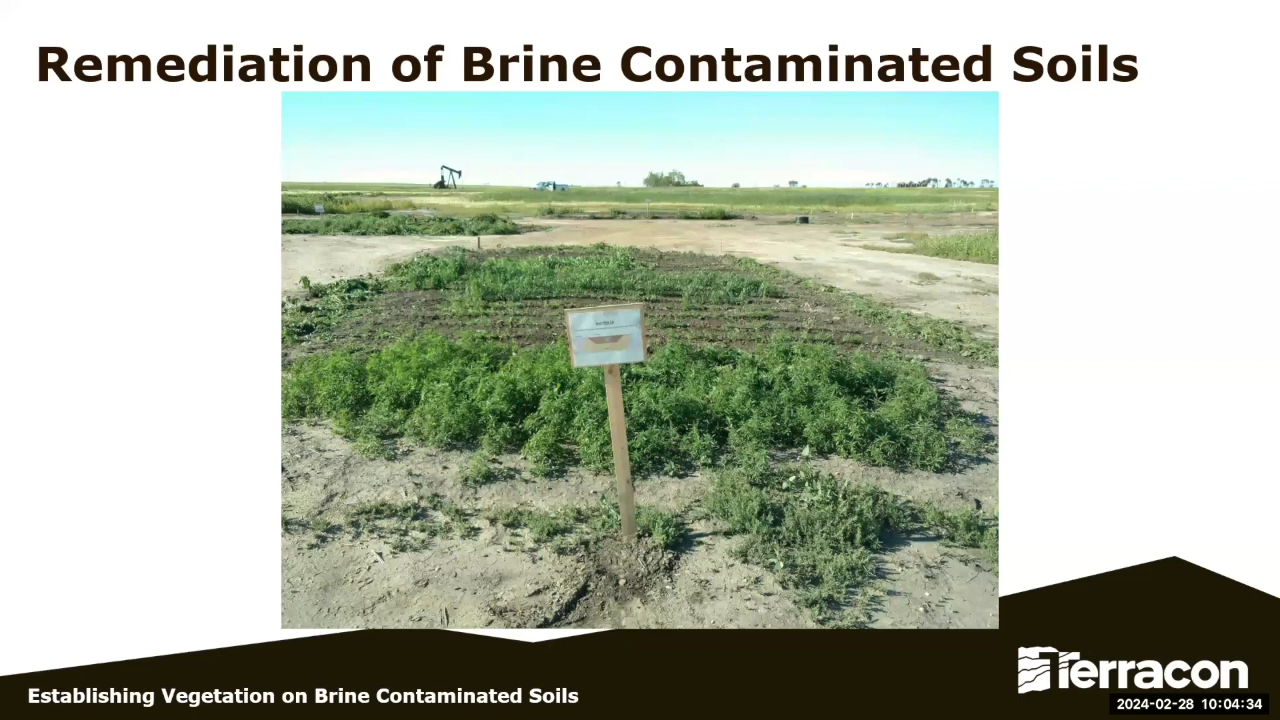 Remediation of Brine Contaminated Soils
Establishing Vegetation on Brine Contaminated Soils
Terracon
2024-02-28 10:04:34